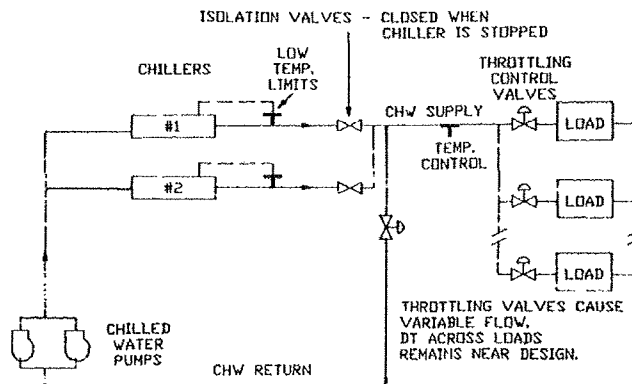 ISOLATION VALVES - CLOSED WHEN
CHILLER IS STOPPED
CHILLERS
LOW
TEMP.
LIMITS
THROTTLING
CONTROL
VALVES
#1
CHW SUPPLY
LOAD
TEMP.
CONTROL
#2
LOAD
LOAD
CHILLED
WATER
PUMPS
THROTTLING VALVES CAUSE
VARIABLE FLOW.
DT ACROSS LOADS
REMAINS NEAR DESIGN.
CHW RETURN